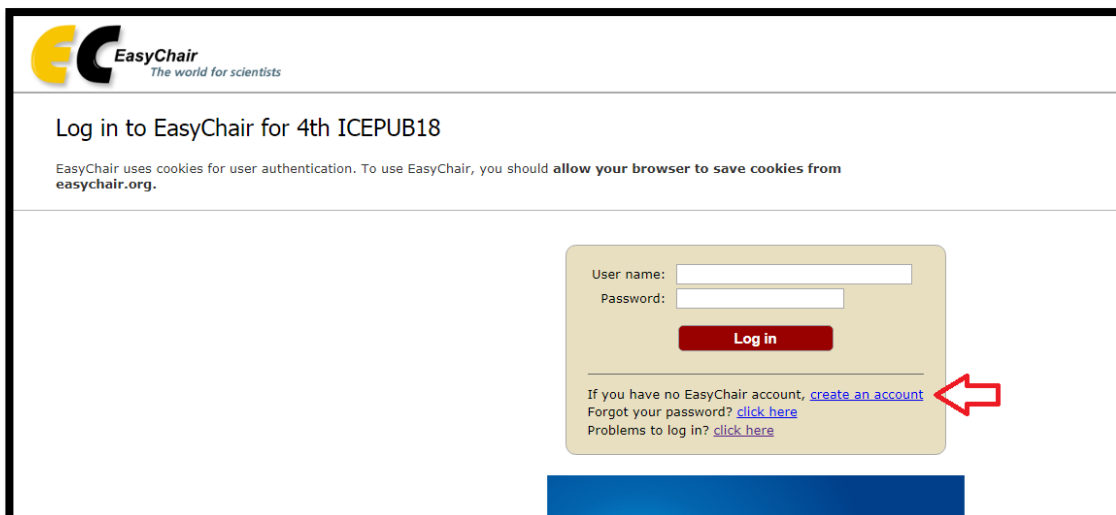 EC
EasyChair
The world for scientists
Log in to EasyChair for 4th ICEPUB18
EasyChair uses cookies for user authentication. To use EasyChair, you should allow your browser to save cookies from
easychair.org.
User name:
Password:
Log in
If you have no EasyChair account, create an account
Forgot your password? click here
Problems to log in? click here